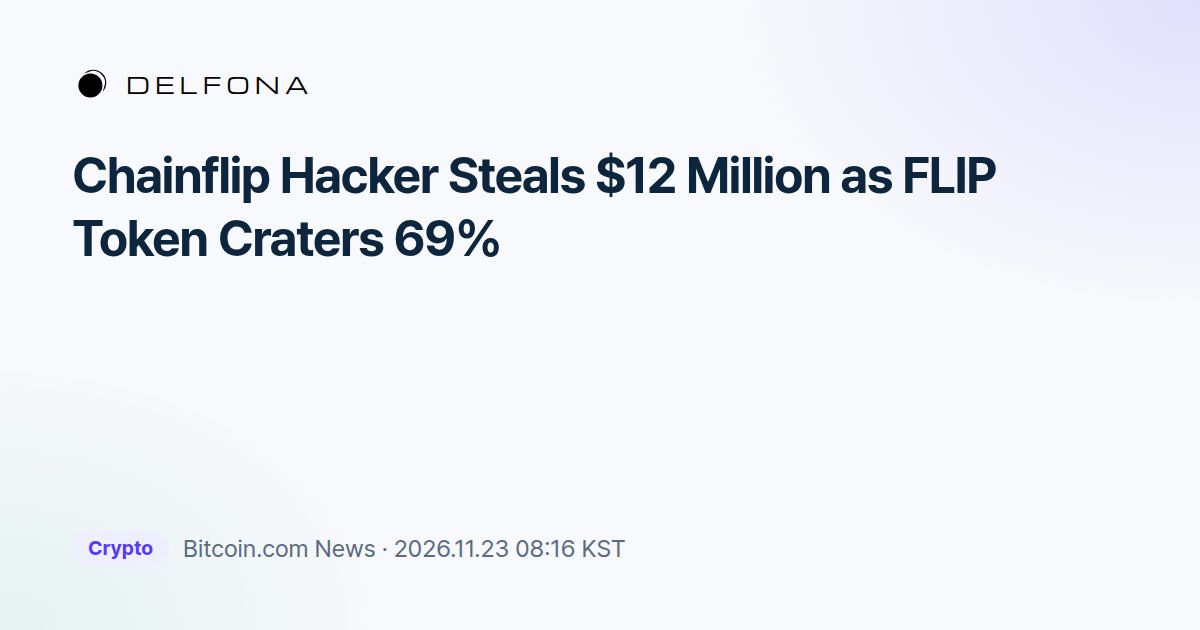 DELFONA
Chainflip Hacker Steals $12 Million as FLIP
Token Craters 69%
Crypto Bitcoin.com News · 2026.11.23 08:16 KST